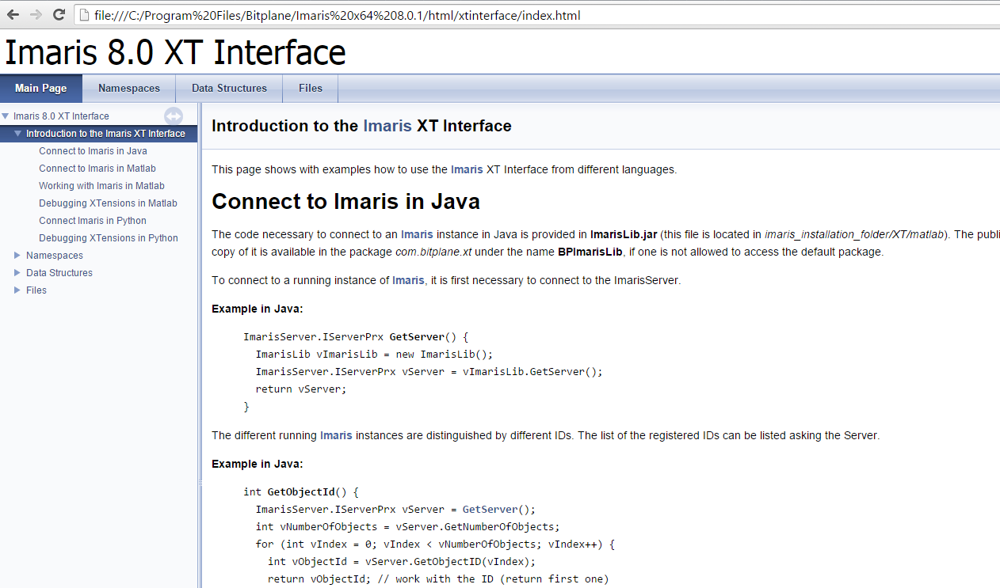 file:///C:/Program%20Files/Bitplane/Imaris%20x64%208.0.1/html/xtinterface/index.html
Imaris 8.0 XT Interface
Main Page Namespaces Data Structures Files
Imaris 8.0 XT Interface
Introduction to the Imaris XT Interface
Connect to Imaris in Java
Connect to Imaris in Matlab
Working with Imaris in Matlab
Debugging XTensions in Matlab
Connect Imaris in Python
Debugging XTensions in Python
Namespaces
Data Structures
Files
Introduction to the Imaris XT Interface
This page shows with examples how to use the Imaris XT Interface from different languages.
Connect to Imaris in Java
The code necessary to connect to an Imaris instance in Java is provided in ImarisLib.jar (this file is located in imaris_installation_folder/XT/matlab). The publi
copy of it is available in the package com.bitplane.xt under the name BPImarisLib, if one is not allowed to access the default package.
To connect to a running instance of Imaris, it is first necessary to connect to the ImarisServer.
Example in Java:
ImarisServer.IServerPrx GetServer() {
ImarisLib vImarisLib = new ImarisLib();
ImarisServer.IServerPrx vServer = vImarisLib.GetServer();
return vServer;
}
The different running Imaris instances are distinguished by different IDs. The list of the registered IDs can be listed asking the Server.
Example in Java:
int GetObjectId() {
ImarisServer.IServerPrx vServer = GetServer();
int vNumberOfObjects = vServer.GetNumberOfObjects;
for (int vIndex = 0; vIndex < vNumberOfObjects; vIndex++) {
int vObjectId = vServer.GetObjectID(vIndex);
return vObjectId; // work with the ID (return first one)